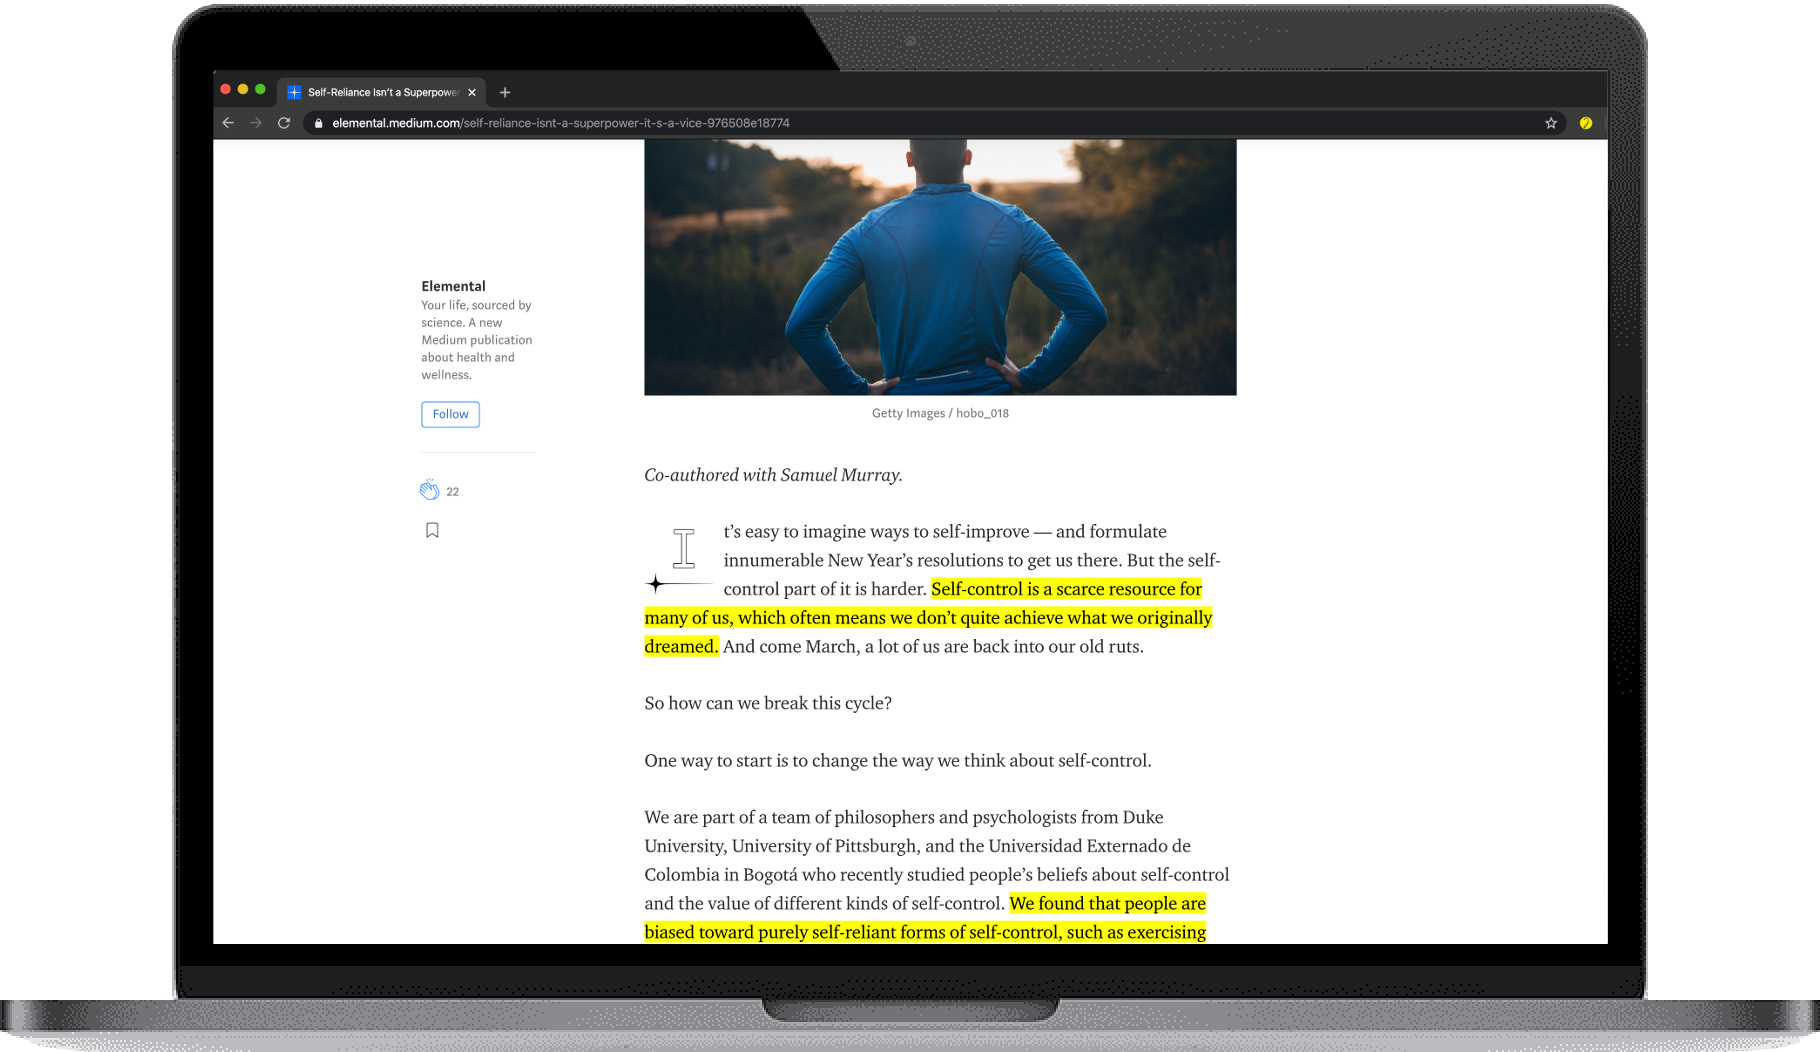 Self-Reliance Isn't a Superpower
elemental.medium.com/self-reliance-isnt-a-superpower-it-s-a-vice-976508e18774
Elemental
Your life, sourced by
science. A new
Medium publication
about health and
wellness.
Follow
22
Getty Images / hobo_018
Co-authored with Samuel Murray.
It’s easy to imagine ways to self-improve — and formulate
innumerable New Year’s resolutions to get us there. But the self-
control part of it is harder. Self-control is a scarce resource for
many of us, which often means we don’t quite achieve what we originally
dreamed. And come March, a lot of us are back into our old ruts.
So how can we break this cycle?
One way to start is to change the way we think about self-control.
We are part of a team of philosophers and psychologists from Duke
University, University of Pittsburgh, and the Universidad Externado de
Colombia in Bogotá who recently studied people’s beliefs about self-control
and the value of different kinds of self-control. We found that people are
biased toward purely self-reliant forms of self-control, such as exercising